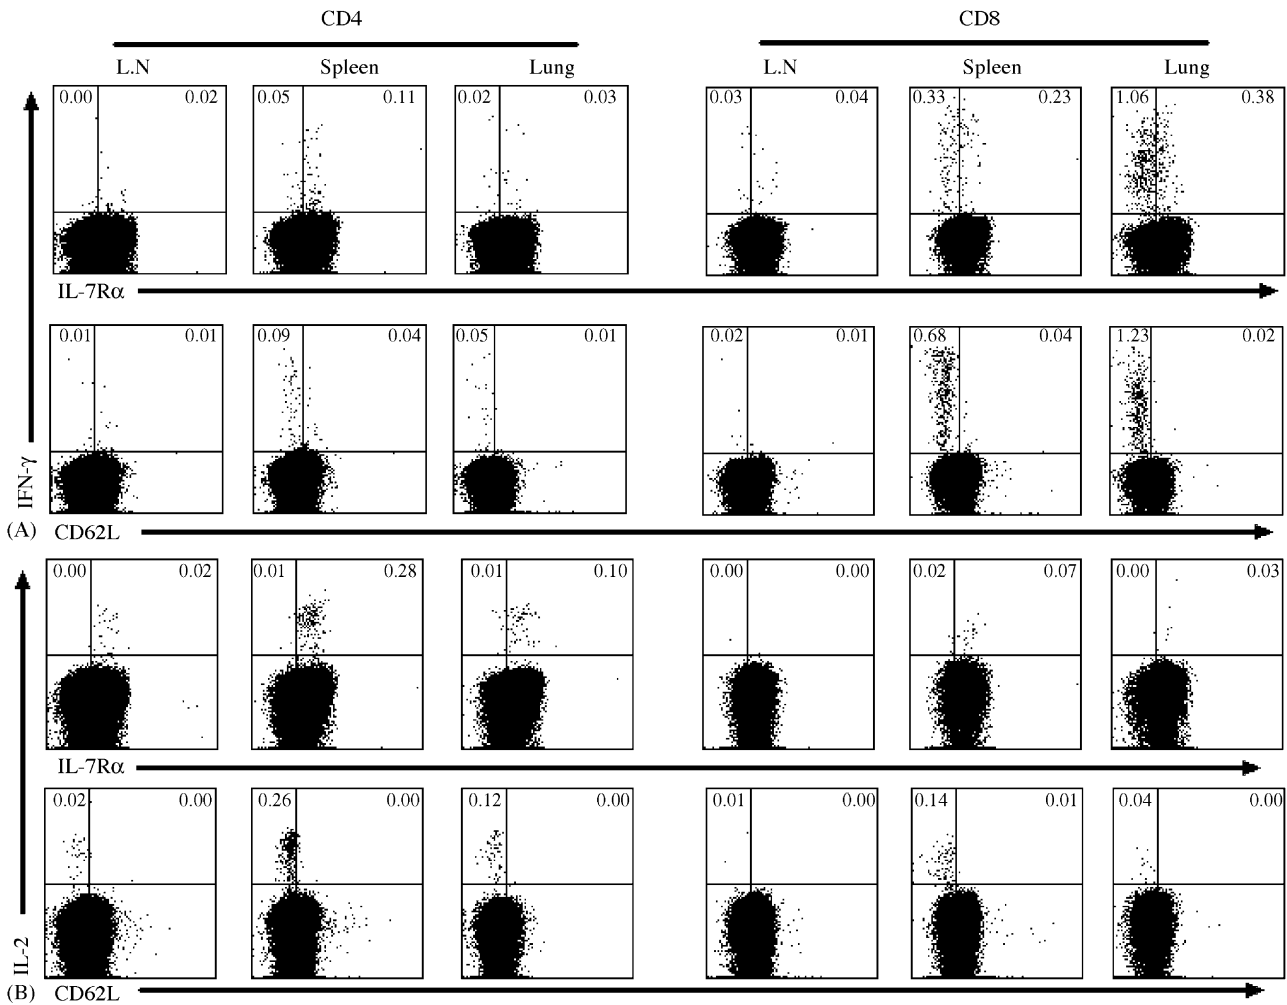 CD4 CD8
L.N Spleen Lung L.N Spleen Lung
0.00 0.02 0.05 0.11 0.02 0.03 0.03 0.04 0.33 0.23 1.06 0.38
IL-7Rα
0.01 0.01 0.09 0.04 0.05 0.01 0.02 0.01 0.68 0.04 1.23 0.02
IFN-γ
(A) CD62L
0.00 0.02 0.01 0.28 0.01 0.10 0.00 0.00 0.02 0.07 0.00 0.03
IL-7Rα
0.02 0.00 0.26 0.00 0.12 0.00 0.01 0.00 0.14 0.01 0.04 0.00
IL-2
(B) CD62L